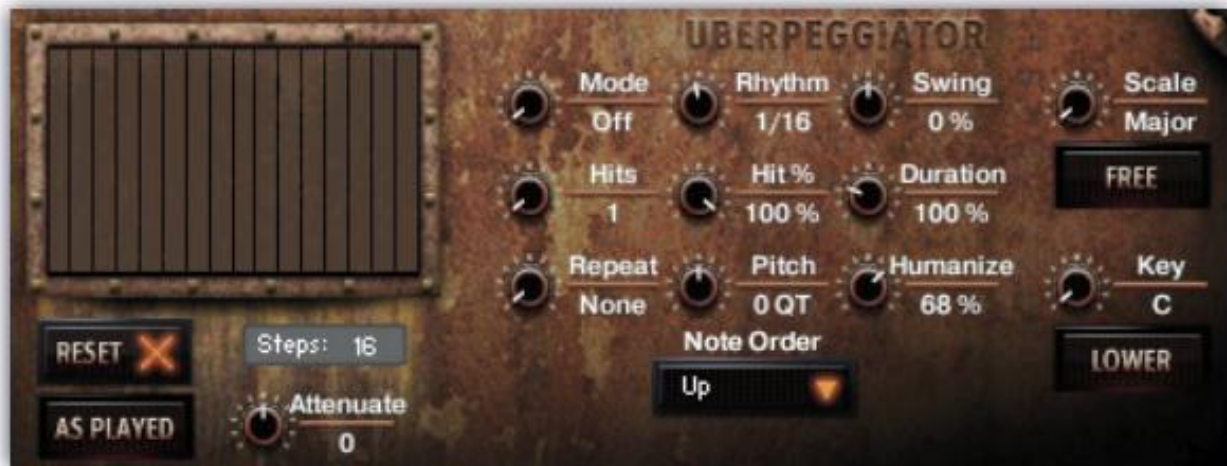 UBERPEGGiATOR
Mode
Off
Rhythm
1/16
Swing
0 %
Scale
Major
FREE
Hits
1
Hit %
100 %
Duration
100 %
Repeat
None
Pitch
0 QT
Humanize
68 %
Key
C
LOWER
Note Order
Up
RESET
Steps: 16
AS PLAYED
Attenuate
0